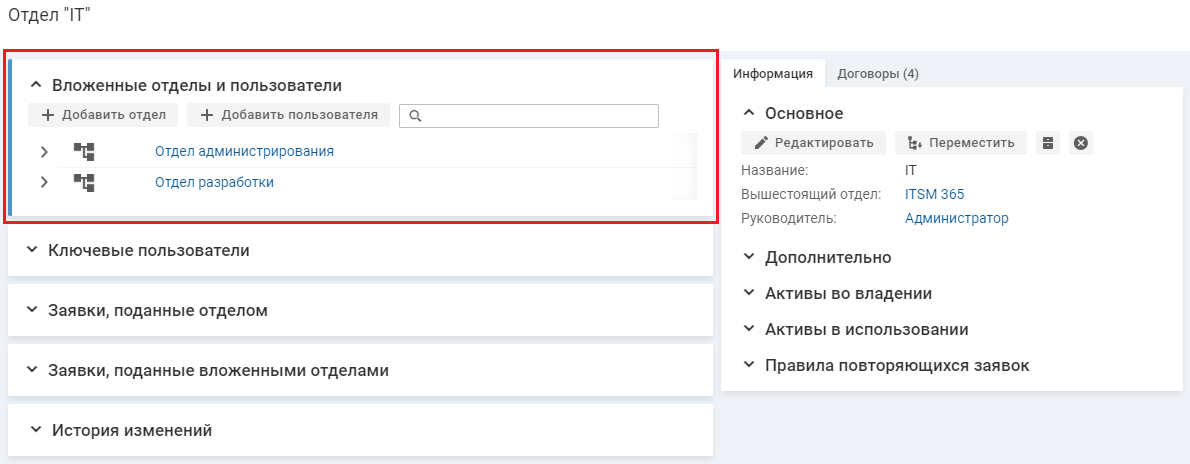 Отдел "IT"
Вложенные отделы и пользователи
Добавить отдел
Добавить пользователя
Отдел администрирования
Отдел разработки
Ключевые пользователи
Заявки, поданные отделом
Заявки, поданные вложенными отделами
История изменений
Информация
Договоры (4)
Основное
Редактировать
Переместить
Название: IT
Вышестоящий отдел: ITSM 365
Руководитель: Администратор
Дополнительно
Активы во владении
Активы в использовании
Правила повторяющихся заявок